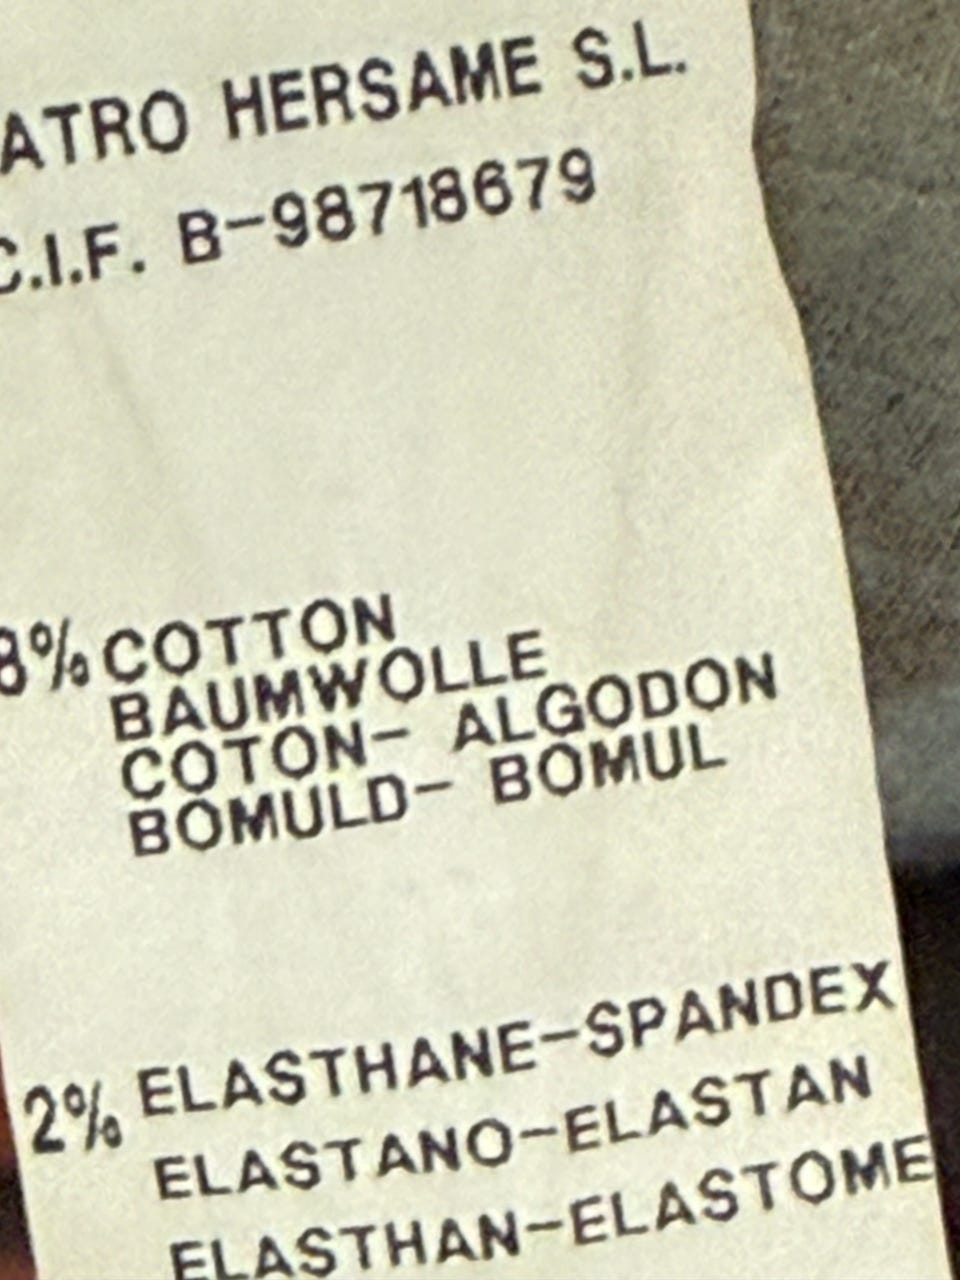 ATRO HERSAME S.L.
C.I.F. B-98718679
8% COTTON
BAUMWOLLE
COTON- ALGODON
BOMULD- BOMUL
2% ELASTHANE-SPANDEX
ELASTANO-ELASTAN
ELASTHAN-ELASTOME